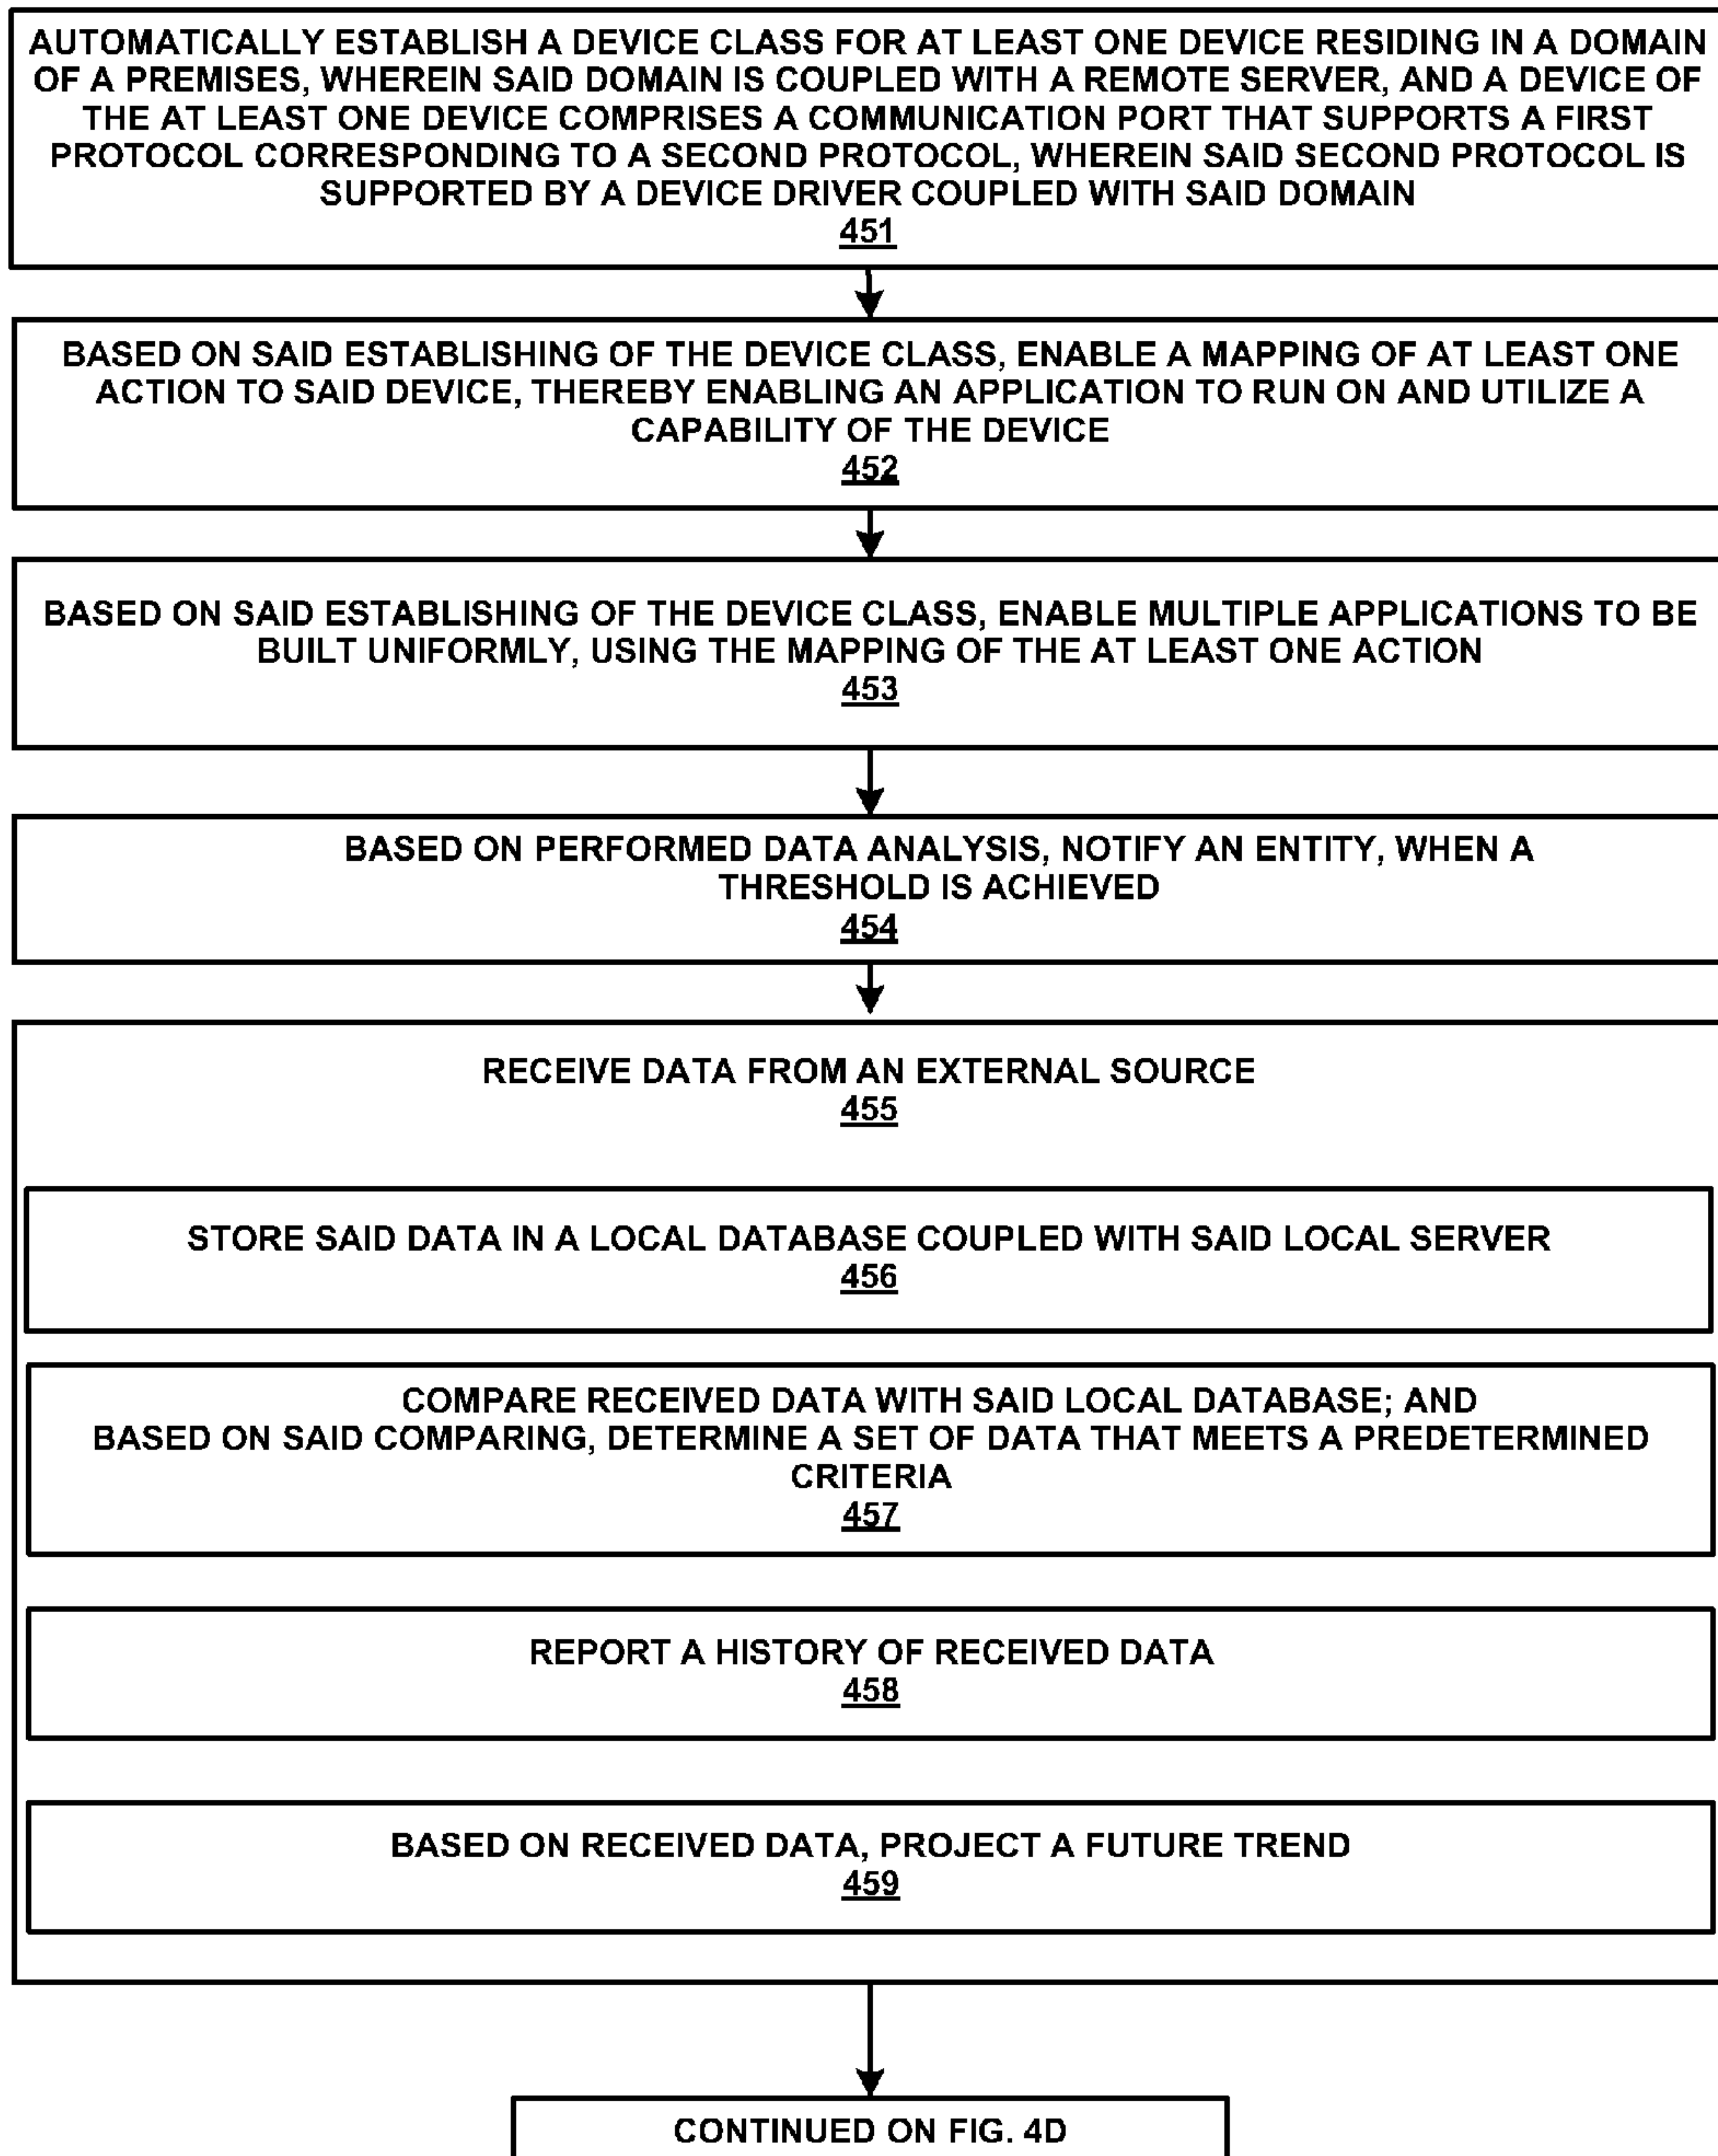 AUTOMATICALLY ESTABLISH A DEVICE CLASS FOR AT LEAST ONE DEVICE RESIDING IN A DOMAIN
OF A PREMISES, WHEREIN SAID DOMAIN IS COUPLED WITH A REMOTE SERVER, AND A DEVICE OF
THE AT LEAST ONE DEVICE COMPRISES A COMMUNICATION PORT THAT SUPPORTS A FIRST
PROTOCOL CORRESPONDING TO A SECOND PROTOCOL, WHEREIN SAID SECOND PROTOCOL IS
SUPPORTED BY A DEVICE DRIVER COUPLED WITH SAID DOMAIN
451
BASED ON SAID ESTABLISHING OF THE DEVICE CLASS, ENABLE A MAPPING OF AT LEAST ONE
ACTION TO SAID DEVICE, THEREBY ENABLING AN APPLICATION TO RUN ON AND UTILIZE A
CAPABILITY OF THE DEVICE
452
BASED ON SAID ESTABLISHING OF THE DEVICE CLASS, ENABLE MULTIPLE APPLICATIONS TO BE
BUILT UNIFORMLY, USING THE MAPPING OF THE AT LEAST ONE ACTION
453
BASED ON PERFORMED DATA ANALYSIS, NOTIFY AN ENTITY, WHEN A
THRESHOLD IS ACHIEVED
454
RECEIVE DATA FROM AN EXTERNAL SOURCE
455
STORE SAID DATA IN A LOCAL DATABASE COUPLED WITH SAID LOCAL SERVER
456
COMPARE RECEIVED DATA WITH SAID LOCAL DATABASE; AND
BASED ON SAID COMPARING, DETERMINE A SET OF DATA THAT MEETS A PREDETERMINED
CRITERIA
457
REPORT A HISTORY OF RECEIVED DATA
458
BASED ON RECEIVED DATA, PROJECT A FUTURE TREND
459
CONTINUED ON FIG. 4D